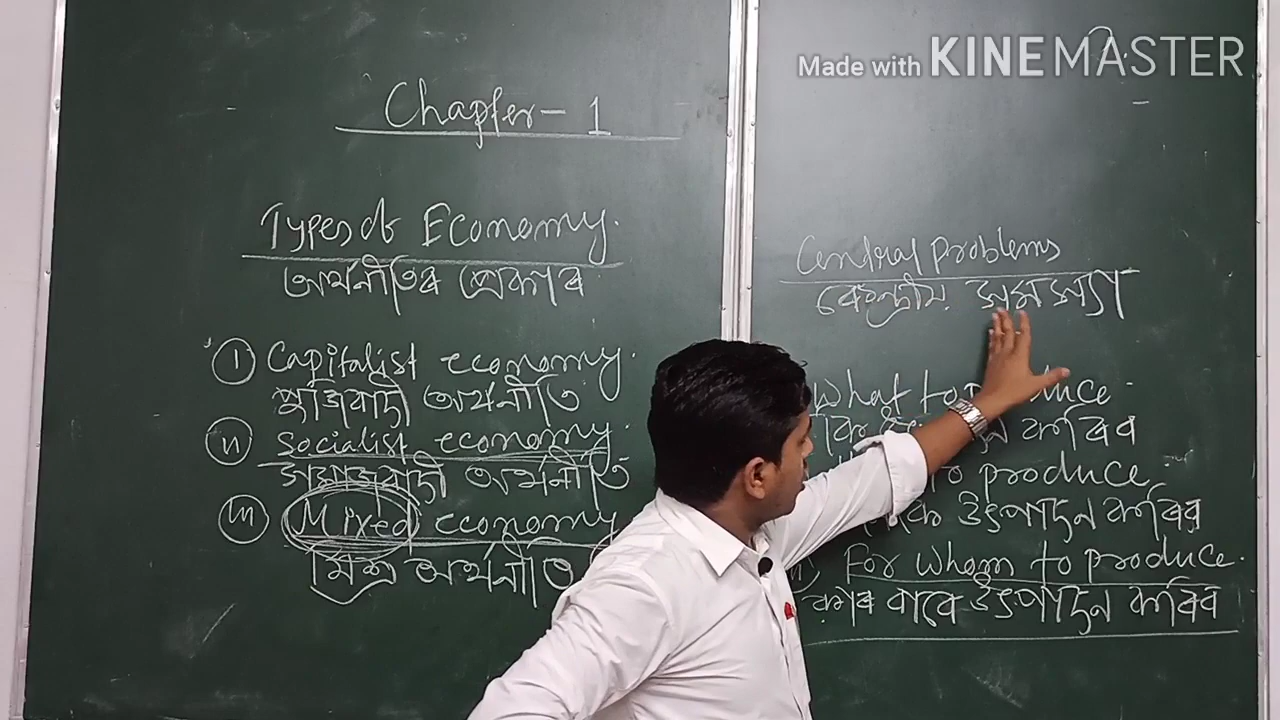 Made with KINEMASTER
Chapter - 1
Types of Economy.
অৰ্থনীতিৰ প্ৰকাৰ
(i) Capitalist economy.
পুজিবাদী অৰ্থনীতি
(ii) Socialist economy.
সমাজবাদী অৰ্থনীতি
(iii) Mixed economy
মিশ্ৰ অৰ্থনীতি
Central Problems
কেন্দ্ৰীয় সমস্যা
What to
কৰিব
to produce
উৎপাদন কৰিব
For whom to produce.
কাৰ বাবে উৎপাদন কৰিব